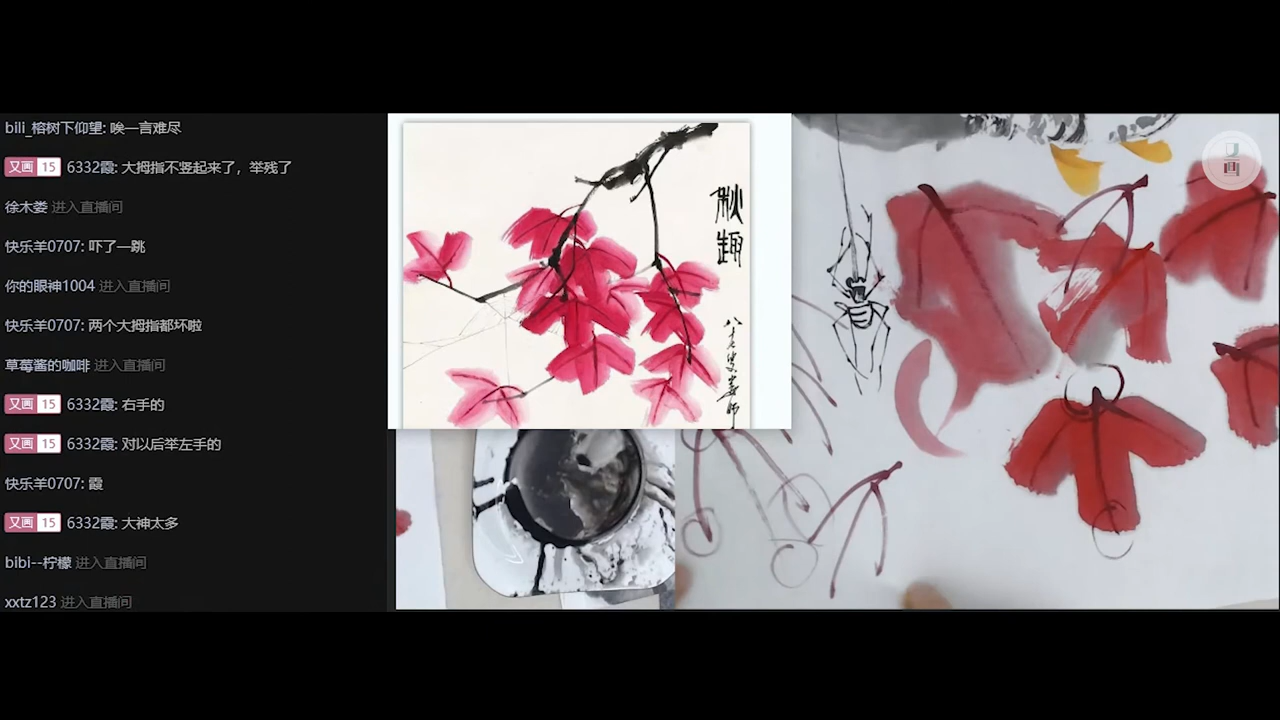 bili_榕树下仰望: 唉一言难尽
又画 15 6332霞: 大拇指不竖起来了，举残了
徐木娄 进入直播间
快乐羊0707: 吓了一跳
你的眼神1004 进入直播间
快乐羊0707: 两个大拇指都坏啦
草莓酱的咖啡 进入直播间
又画 15 6332霞: 右手的
又画 15 6332霞: 对以后举左手的
快乐羊0707: 霞
又画 15 6332霞: 大神太多
bibi--柠檬 进入直播间
xxtz123 进入直播间
秋趣
又画